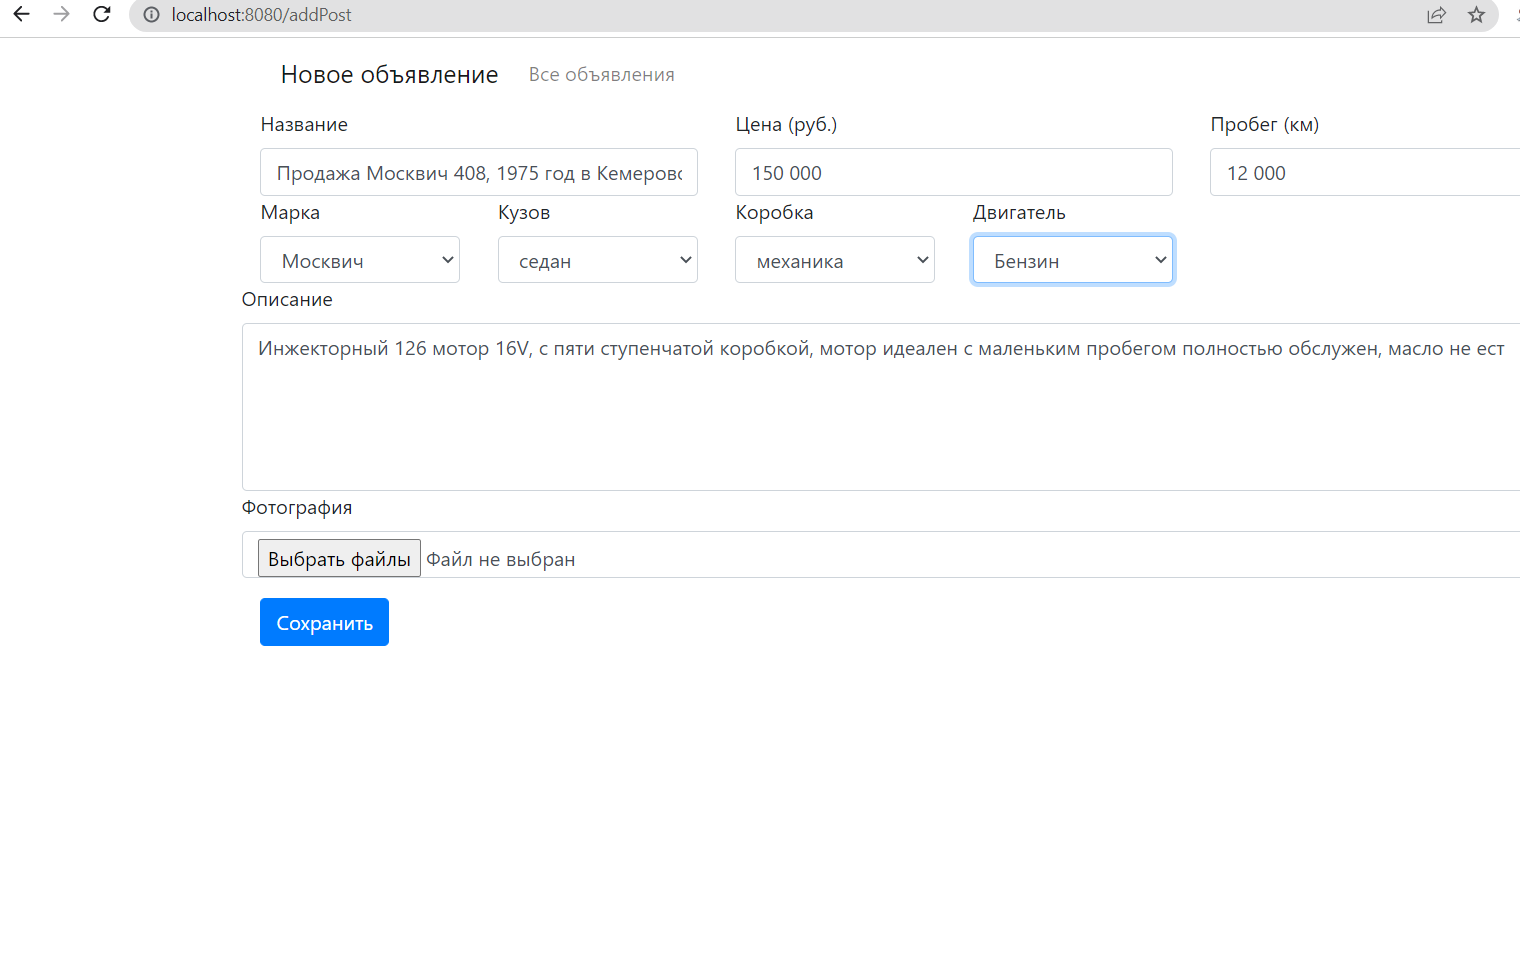 localhost:8080/addPost
Новое объявление Все объявления
Название Цена (руб.) Пробег (км)
Продажа Москвич 408, 1975 год в Кемерово 150 000 12 000
Марка Кузов Коробка Двигатель
Москвич седан механика Бензин
Описание
Инжекторный 126 мотор 16V, с пяти ступенчатой коробкой, мотор идеален с маленьким пробегом полностью обслужен, масло не ест
Фотография
Выбрать файлы Файл не выбран
Сохранить